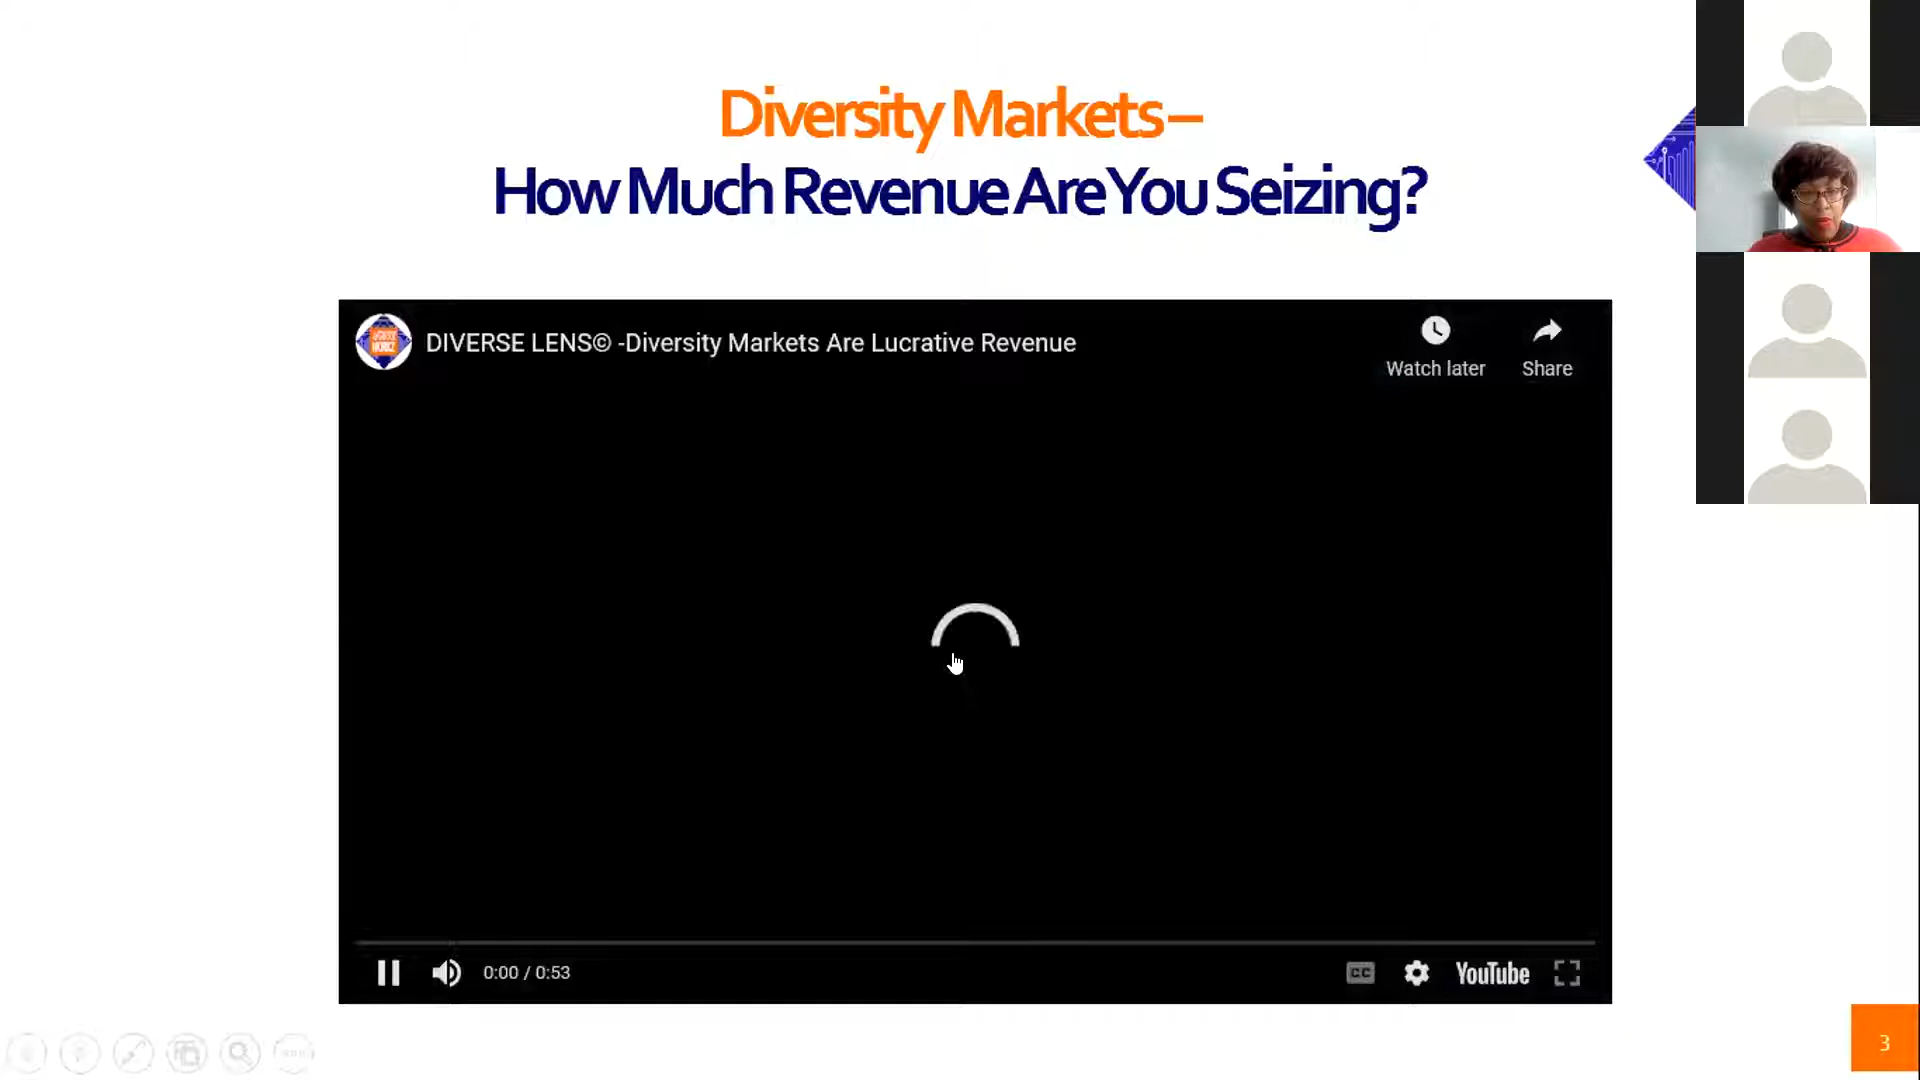 Diversity Markets –
How Much Revenue Are You Seizing?
DIVERSE LENS© -Diversity Markets Are Lucrative Revenue
Watch later
Share
0:00 / 0:53
CC
YouTube
3